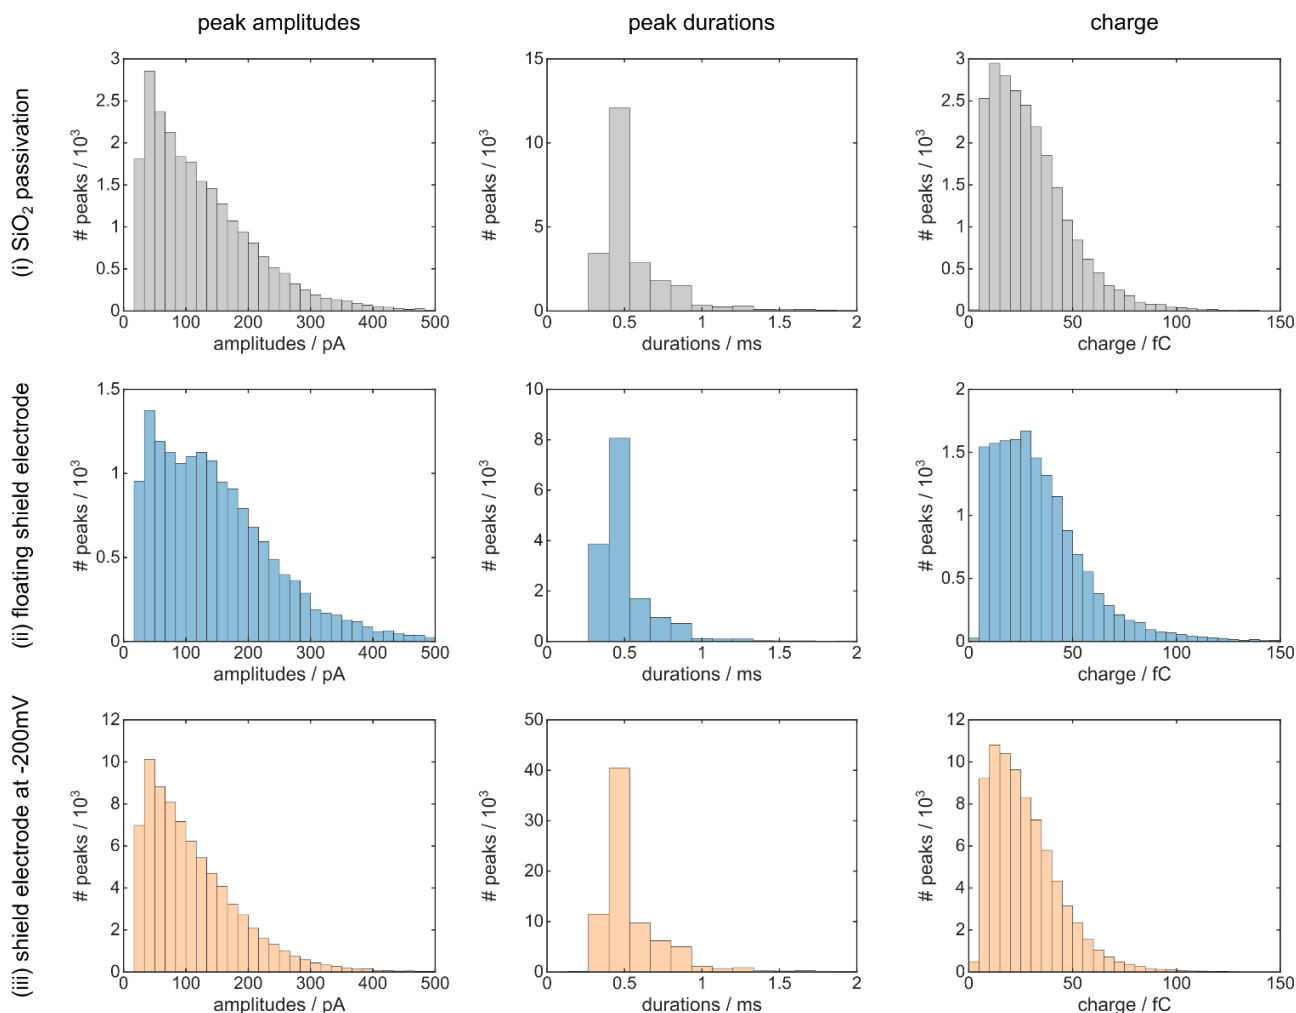 peak amplitudes
peak durations
charge
(i) SiO₂ passivation
# peaks / 10³
3
2.5
2
1.5
1
0.5
0
0 100 200 300 400 500
amplitudes / pA
# peaks / 10³
15
10
5
0
0 0.5 1 1.5 2
durations / ms
# peaks / 10³
3
2.5
2
1.5
1
0.5
0
0 50 100 150
charge / fC
(ii) floating shield electrode
# peaks / 10³
1.5
1
0.5
0
0 100 200 300 400 500
amplitudes / pA
# peaks / 10³
10
8
6
4
2
0
0 0.5 1 1.5 2
durations / ms
# peaks / 10³
2
1.5
1
0.5
0
0 50 100 150
charge / fC
(iii) shield electrode at -200mV
# peaks / 10³
12
10
8
6
4
2
0
0 100 200 300 400 500
amplitudes / pA
# peaks / 10³
50
40
30
20
10
0
0 0.5 1 1.5 2
durations / ms
# peaks / 10³
12
10
8
6
4
2
0
0 50 100 150
charge / fC